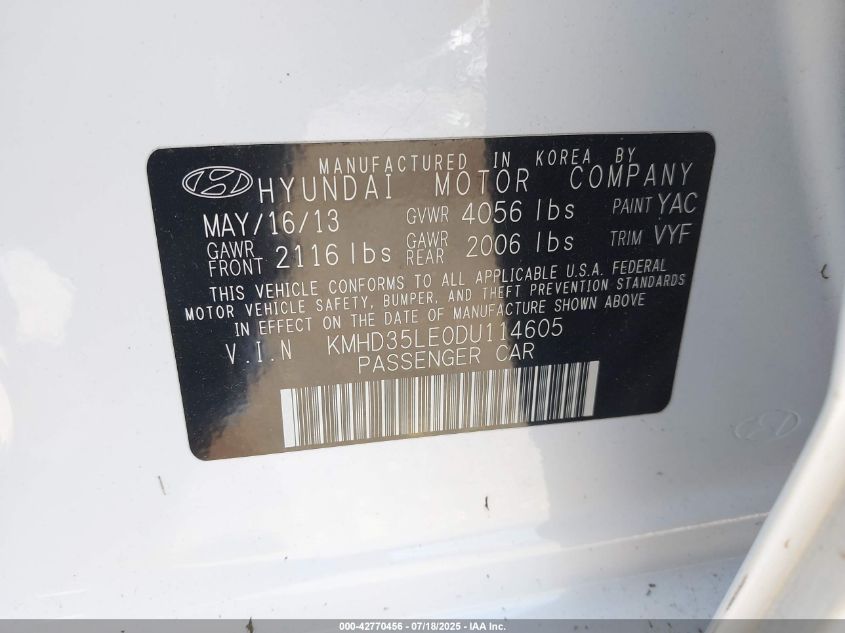 MANUFACTURED IN KOREA BY
HYUNDAI MOTOR COMPANY
MAY/16/13 GVWR 4056 lbs PAINT YAC
GAWR FRONT 2116 lbs GAWR REAR 2006 lbs TRIM VYF
THIS VEHICLE CONFORMS TO ALL APPLICABLE U.S.A. FEDERAL
MOTOR VEHICLE SAFETY, BUMPER, AND THEFT PREVENTION STANDARDS
IN EFFECT ON THE DATE OF MANUFACTURE SHOWN ABOVE
V.I.N KMHD35LE0DU114605
PASSENGER CAR
000-42770456 - 07/18/2025 - IAA Inc.